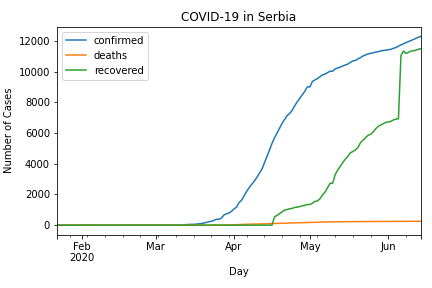 COVID-19 in Serbia
confirmed
deaths
recovered
Number of Cases
12000
10000
8000
6000
4000
2000
0
Feb Mar Apr May Jun
2020
Day